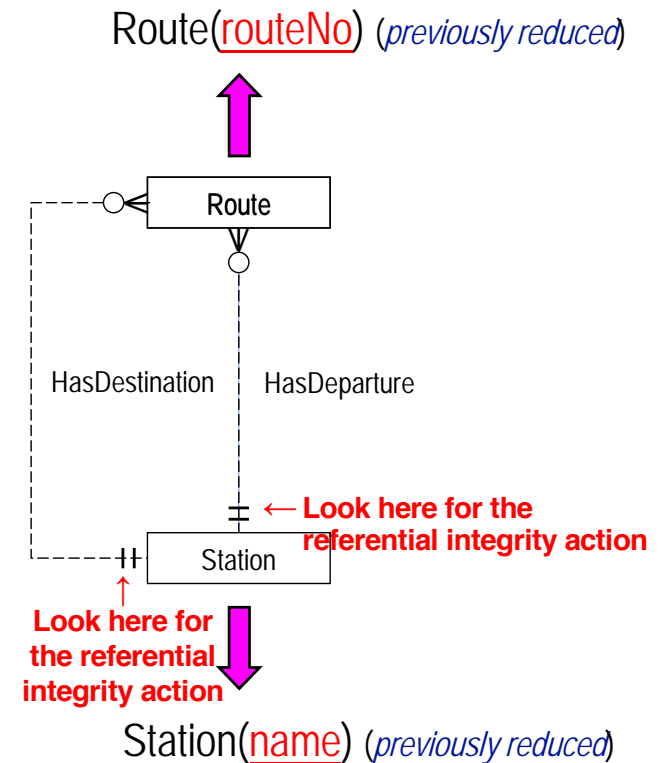 Route(routeNo) (previously reduced)
Route
HasDestination
HasDeparture
← Look here for the
referential integrity action
Station
↑
Look here for
the referential
integrity action
Station(name) (previously reduced)